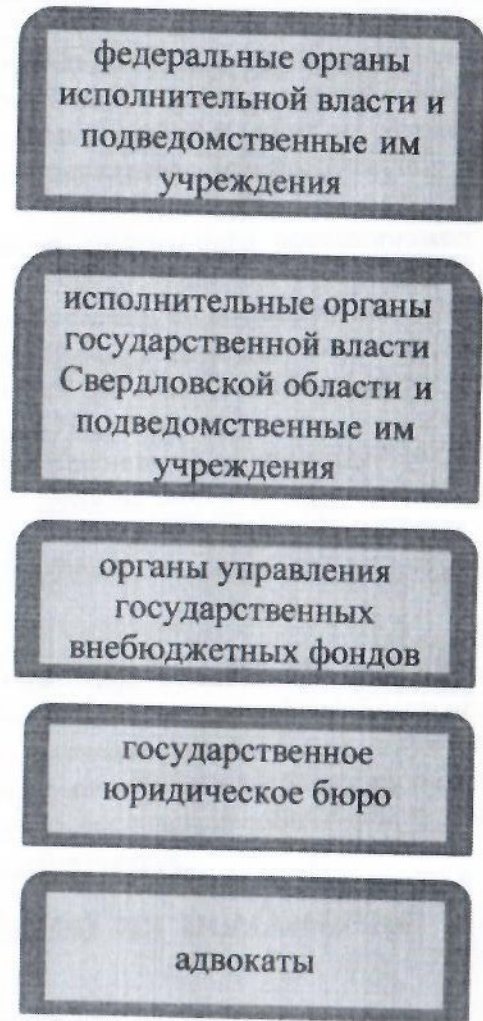 федеральные органы
исполнительной власти и
подведомственные им
учреждения
исполнительные органы
государственной власти
Свердловской области и
подведомственные им
учреждения
органы управления
государственных
внебюджетных фондов
государственное
юридическое бюро
адвокаты